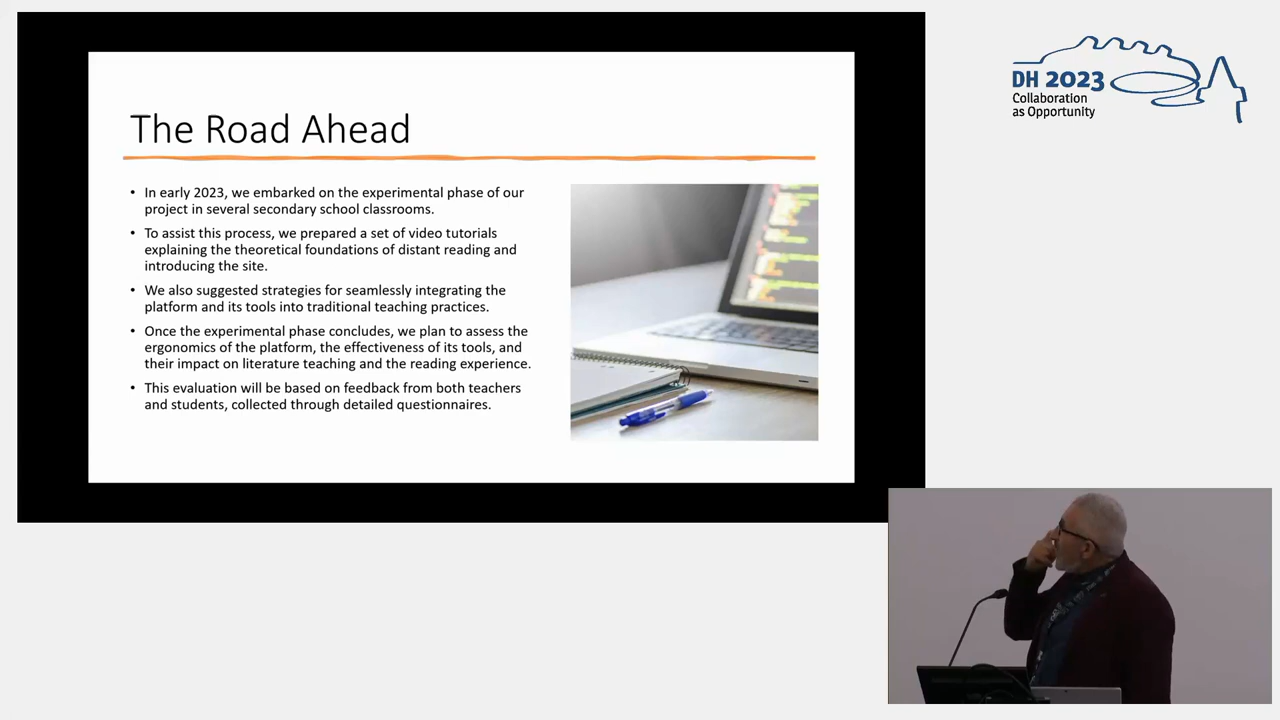 The Road Ahead
• In early 2023, we embarked on the experimental phase of our
project in several secondary school classrooms.
• To assist this process, we prepared a set of video tutorials
explaining the theoretical foundations of distant reading and
introducing the site.
• We also suggested strategies for seamlessly integrating the
platform and its tools into traditional teaching practices.
• Once the experimental phase concludes, we plan to assess the
ergonomics of the platform, the effectiveness of its tools, and
their impact on literature teaching and the reading experience.
• This evaluation will be based on feedback from both teachers
and students, collected through detailed questionnaires.
DH 2023
Collaboration
as Opportunity